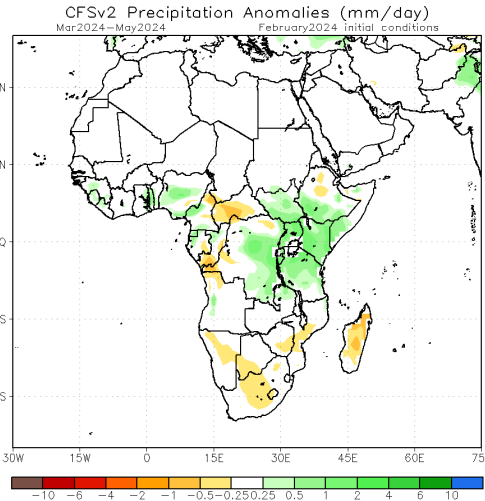 CFSv2 Precipitation Anomalies (mm/day)
Mar2024–May2024 February2024 initial conditions
N
N
Q
S
S
30W 15W 0 15E 30E 45E 60E 75
−10 −6 −4 −2 −1 −0.5−0.25 0.25 0.5 1 2 4 6 10